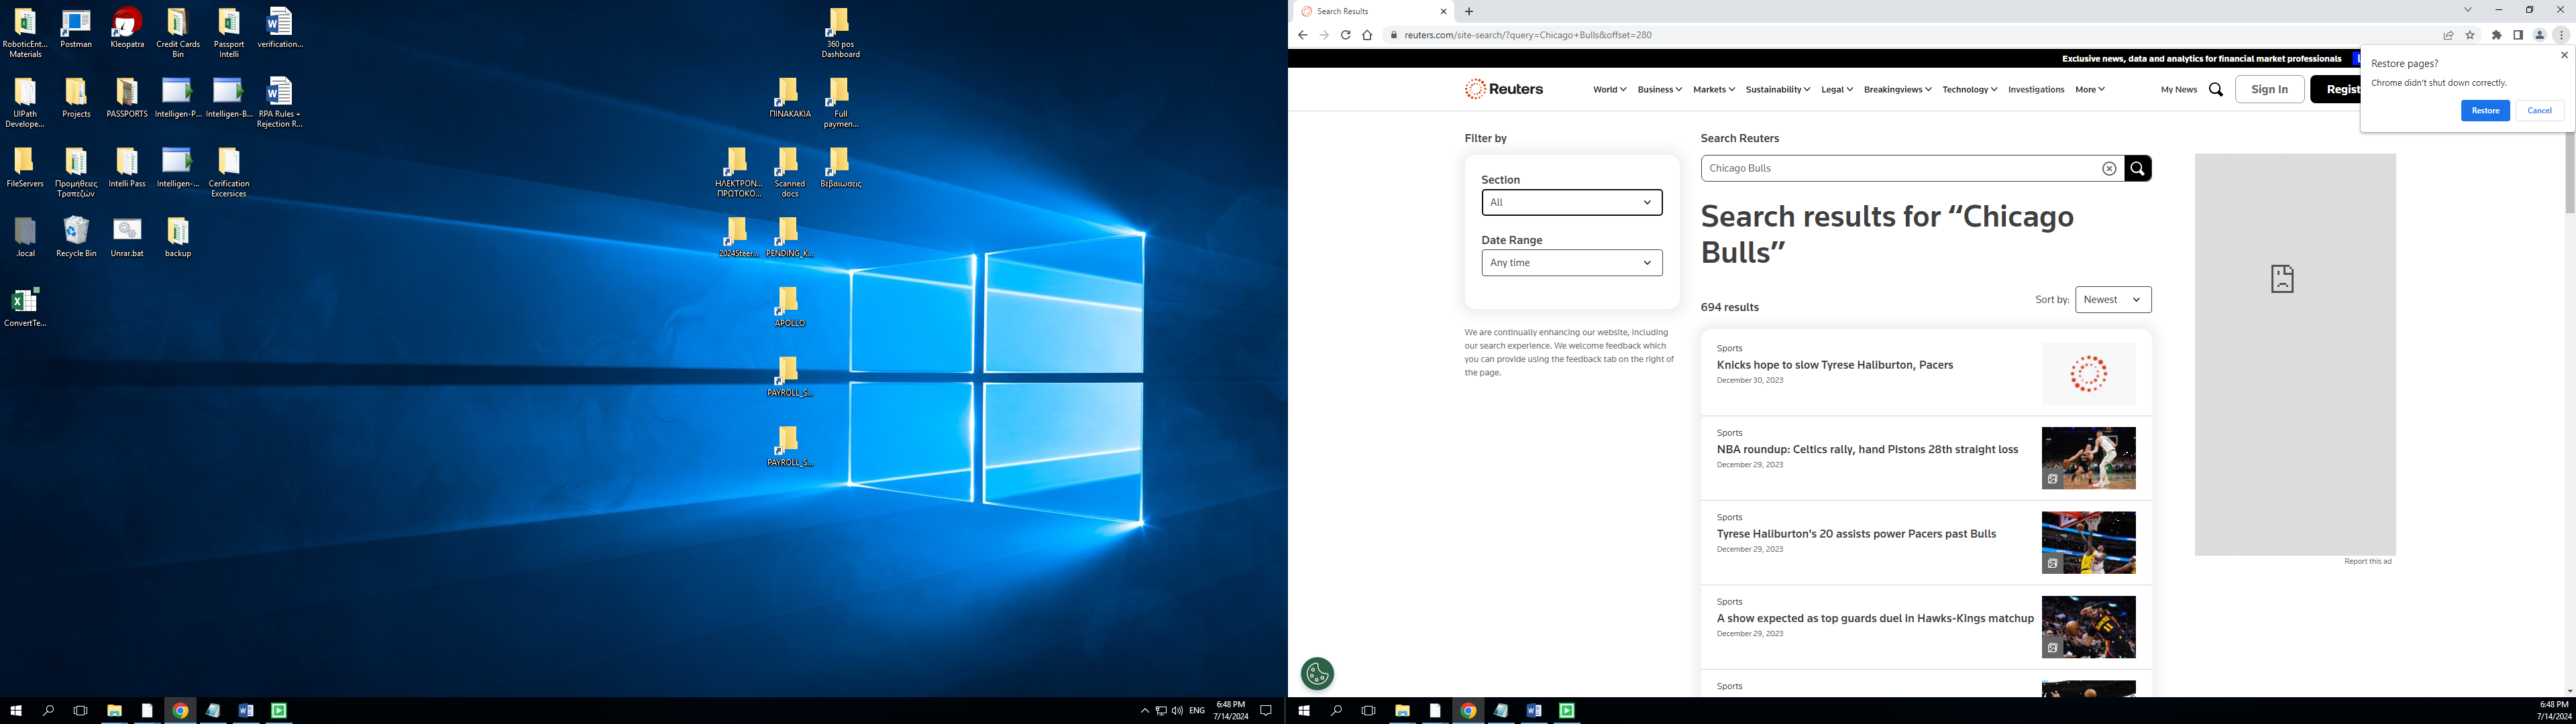 RoboticEnt...
Materials
Postman
Kleopatra
Credit Cards
Bin
Passport
Intelli
verification...
360 pos
Dashboard
UIPath
Develope...
Projects
PASSPORTS
Intelligen-P...
Intelligen-B...
RPA Rules +
Rejection R...
ΠΙΝΑΚΑΚΙΑ
Full
paymen...
FileServers
Προμήθειες
Τραπεζών
Intelli Pass
Intelligen-...
Cerification
Excersices
ΗΛΕΚΤΡΟΝ...
ΠΡΩΤΟΚΟ...
Scanned
docs
Βεβαιωσεις
.local
Recycle Bin
Unrar.bat
backup
2024Steer...
PENDING_K...
ConvertTe...
APOLLO
PAYROLL_S...
PAYROLL_S...
ENG
6:48 PM
7/14/2024
Search Results
reuters.com/site-search/?query=Chicago+Bulls&offset=280
Exclusive news, data and analytics for financial market professionals
Restore pages?
Chrome didn't shut down correctly.
Restore
Cancel
Reuters
World
Business
Markets
Sustainability
Legal
Breakingviews
Technology
Investigations
More
My News
Sign In
Regist
Filter by
Section
All
Date Range
Any time
We are continually enhancing our website, including
our search experience. We welcome feedback which
you can provide using the feedback tab on the right of
the page.
Search Reuters
Chicago Bulls
Search results for “Chicago
Bulls”
694 results
Sort by:
Newest
Sports
Knicks hope to slow Tyrese Haliburton, Pacers
December 30, 2023
Sports
NBA roundup: Celtics rally, hand Pistons 28th straight loss
December 29, 2023
Sports
Tyrese Haliburton's 20 assists power Pacers past Bulls
December 29, 2023
Sports
A show expected as top guards duel in Hawks-Kings matchup
December 29, 2023
Sports
Report this ad
6:48 PM
7/14/2024